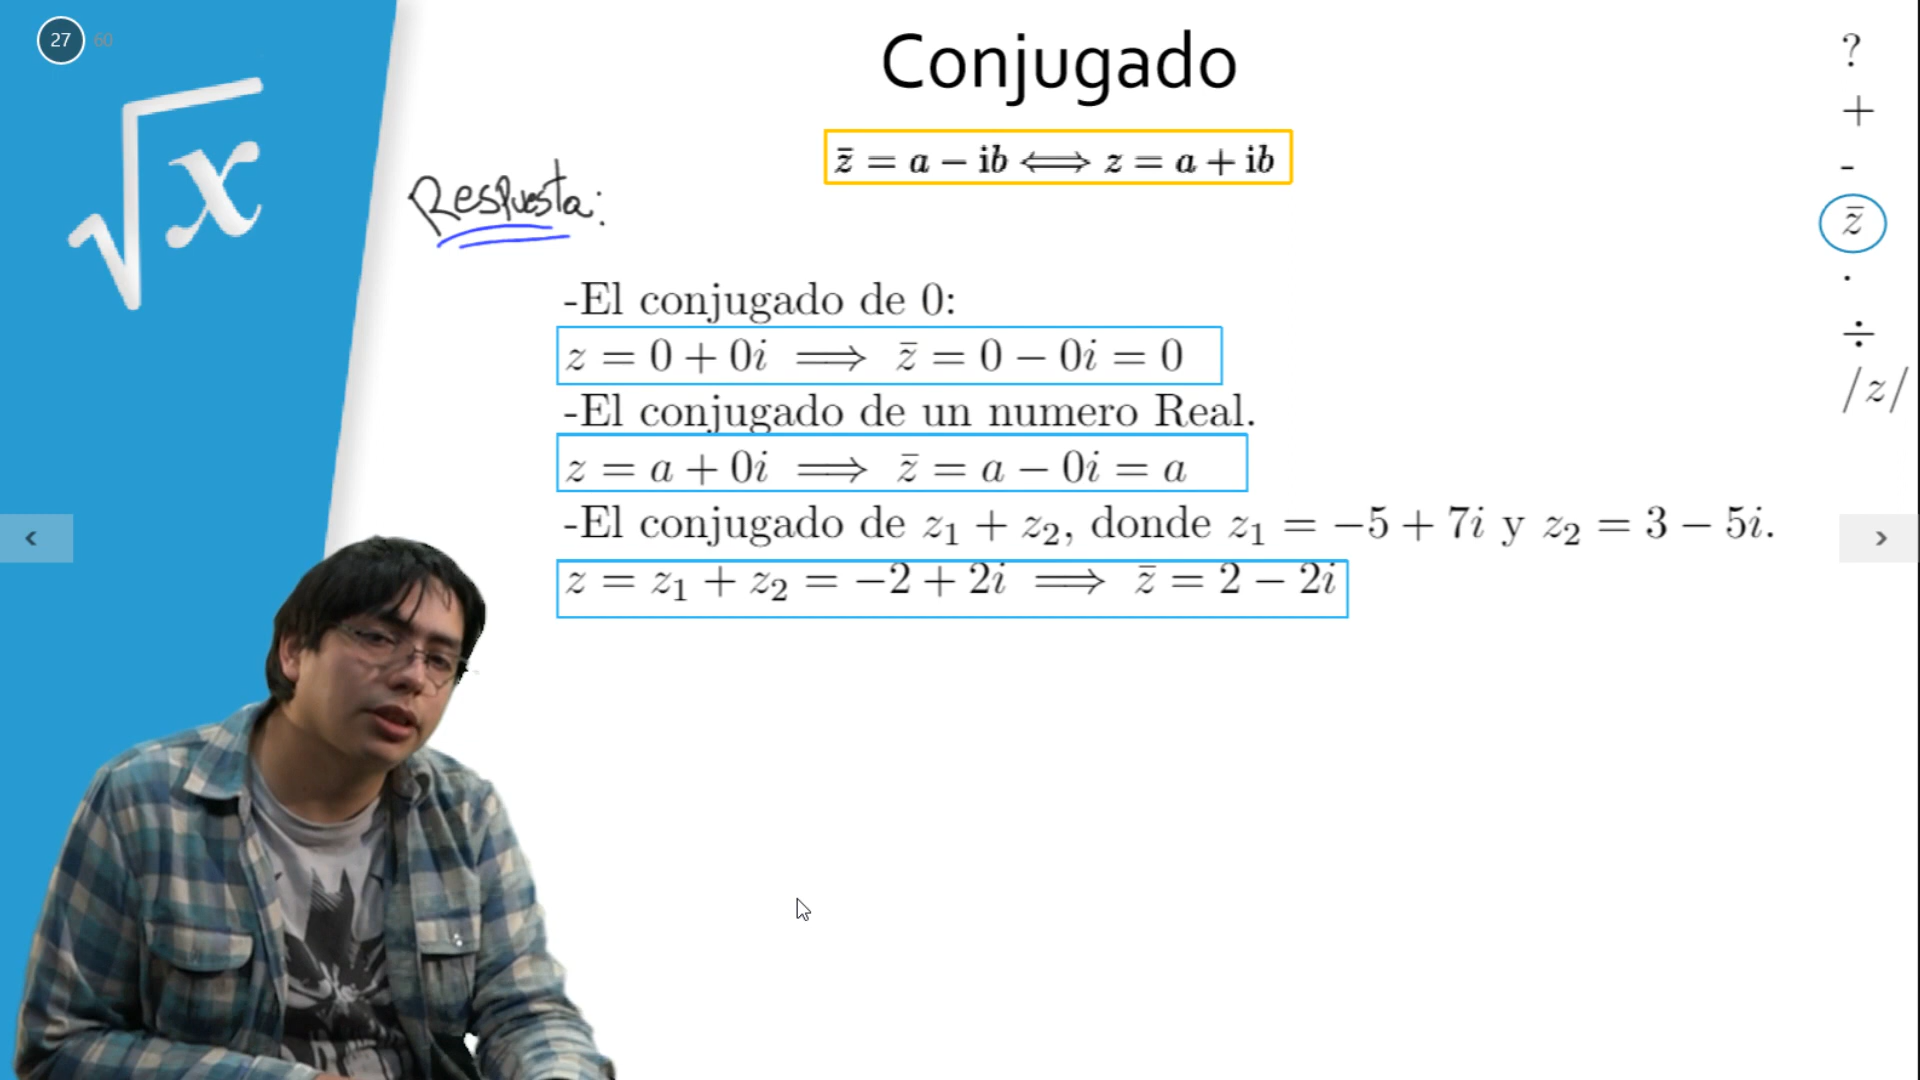 27 60
√x
Conjugado
z̄ = a − ib ⟺ z = a + ib
Respuesta:
-El conjugado de 0:
z = 0 + 0i ⟹ z̄ = 0 − 0i = 0
-El conjugado de un numero Real.
z = a + 0i ⟹ z̄ = a − 0i = a
-El conjugado de z₁ + z₂, donde z₁ = −5 + 7i y z₂ = 3 − 5i.
z = z₁ + z₂ = −2 + 2i ⟹ z̄ = 2 − 2i
?
+
-
z̄
·
÷
/z/
<
>